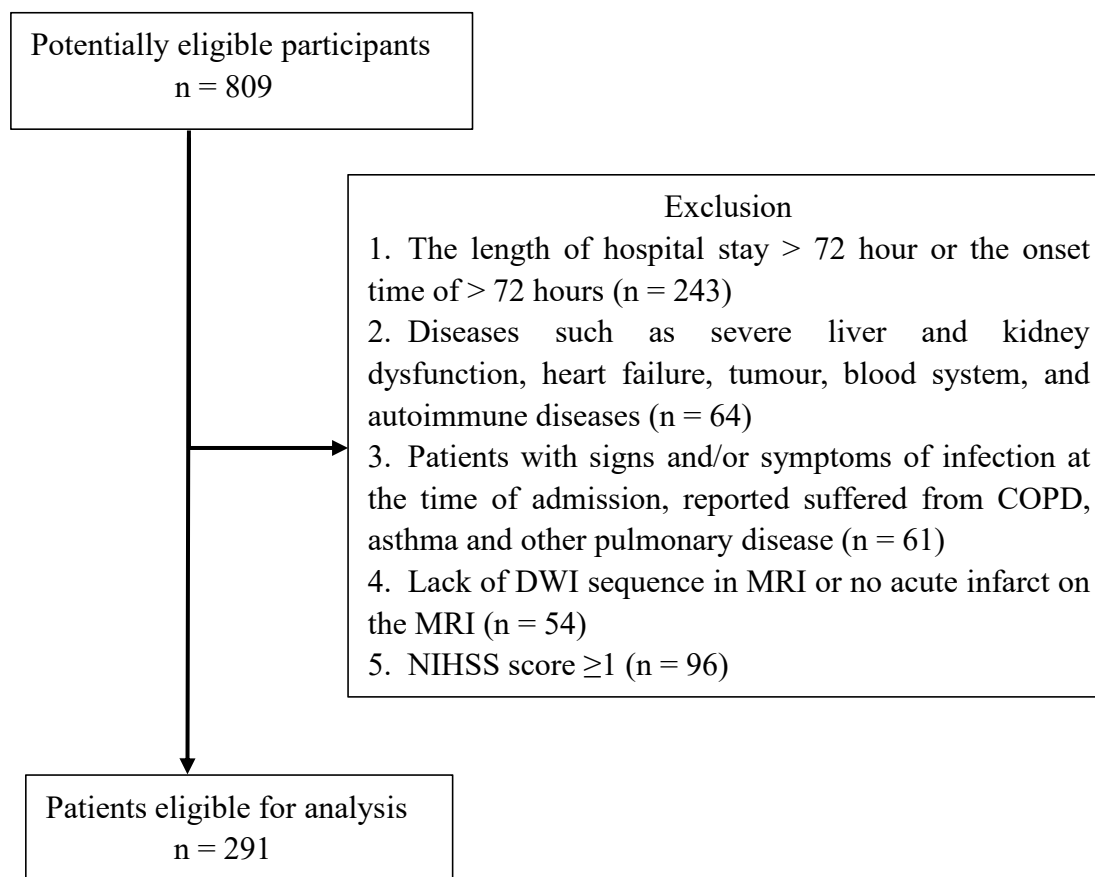 Potentially eligible participants
n = 809
Exclusion
1. The length of hospital stay > 72 hour or the onset
time of > 72 hours (n = 243)
2. Diseases such as severe liver and kidney
dysfunction, heart failure, tumour, blood system, and
autoimmune diseases (n = 64)
3. Patients with signs and/or symptoms of infection at
the time of admission, reported suffered from COPD,
asthma and other pulmonary disease (n = 61)
4. Lack of DWI sequence in MRI or no acute infarct on
the MRI (n = 54)
5. NIHSS score ≥1 (n = 96)
Patients eligible for analysis
n = 291